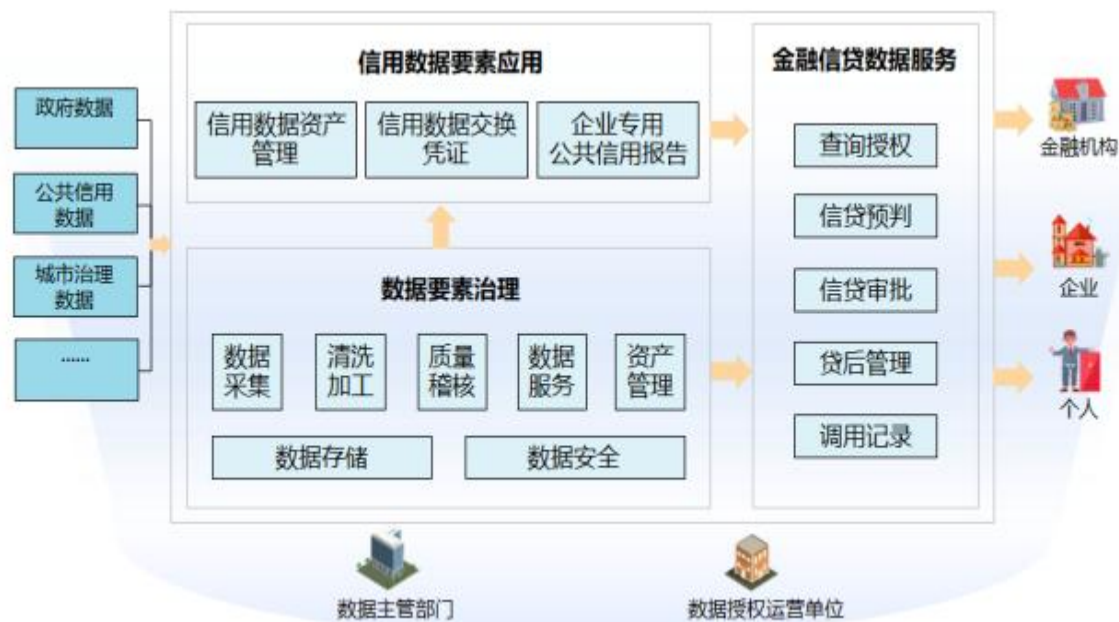 政府数据
公共信用
数据
城市治理
数据
......
信用数据要素应用
信用数据资产
管理
信用数据交换
凭证
企业专用
公共信用报告
数据要素治理
数据
采集
清洗
加工
质量
稽核
数据
服务
资产
管理
数据存储
数据安全
金融信贷数据服务
查询授权
信贷预判
信贷审批
贷后管理
调用记录
金融机构
企业
个人
数据主管部门
数据授权运营单位